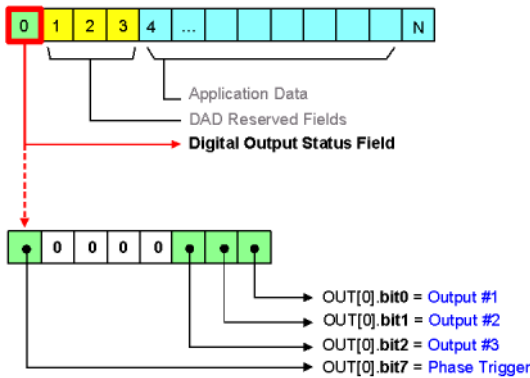 0 1 2 3 4 ... N
Application Data
DAD Reserved Fields
Digital Output Status Field
0 0 0 0
OUT[0].bit0 = Output #1
OUT[0].bit1 = Output #2
OUT[0].bit2 = Output #3
OUT[0].bit7 = Phase Trigger